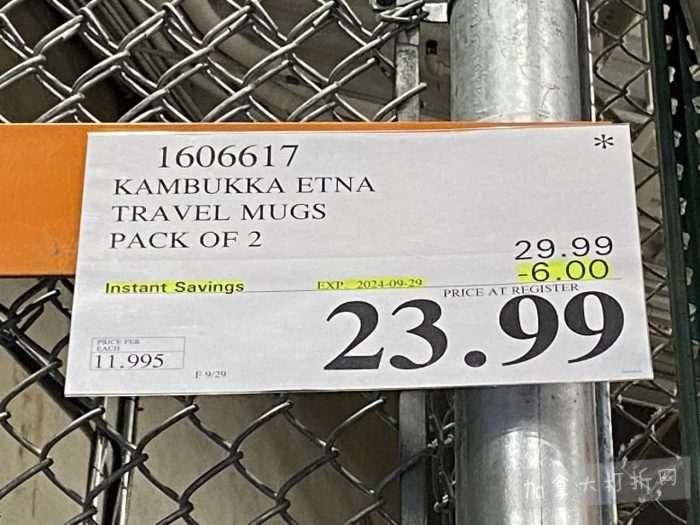 1606617 *
KAMBUKKA ETNA
TRAVEL MUGS
PACK OF 2
29.99
Instant Savings EXP. 2024-09-29 -6.00
PRICE AT REGISTER
23.99
PRICE PER
EACH
11.995
F 9/29
加拿大打折网